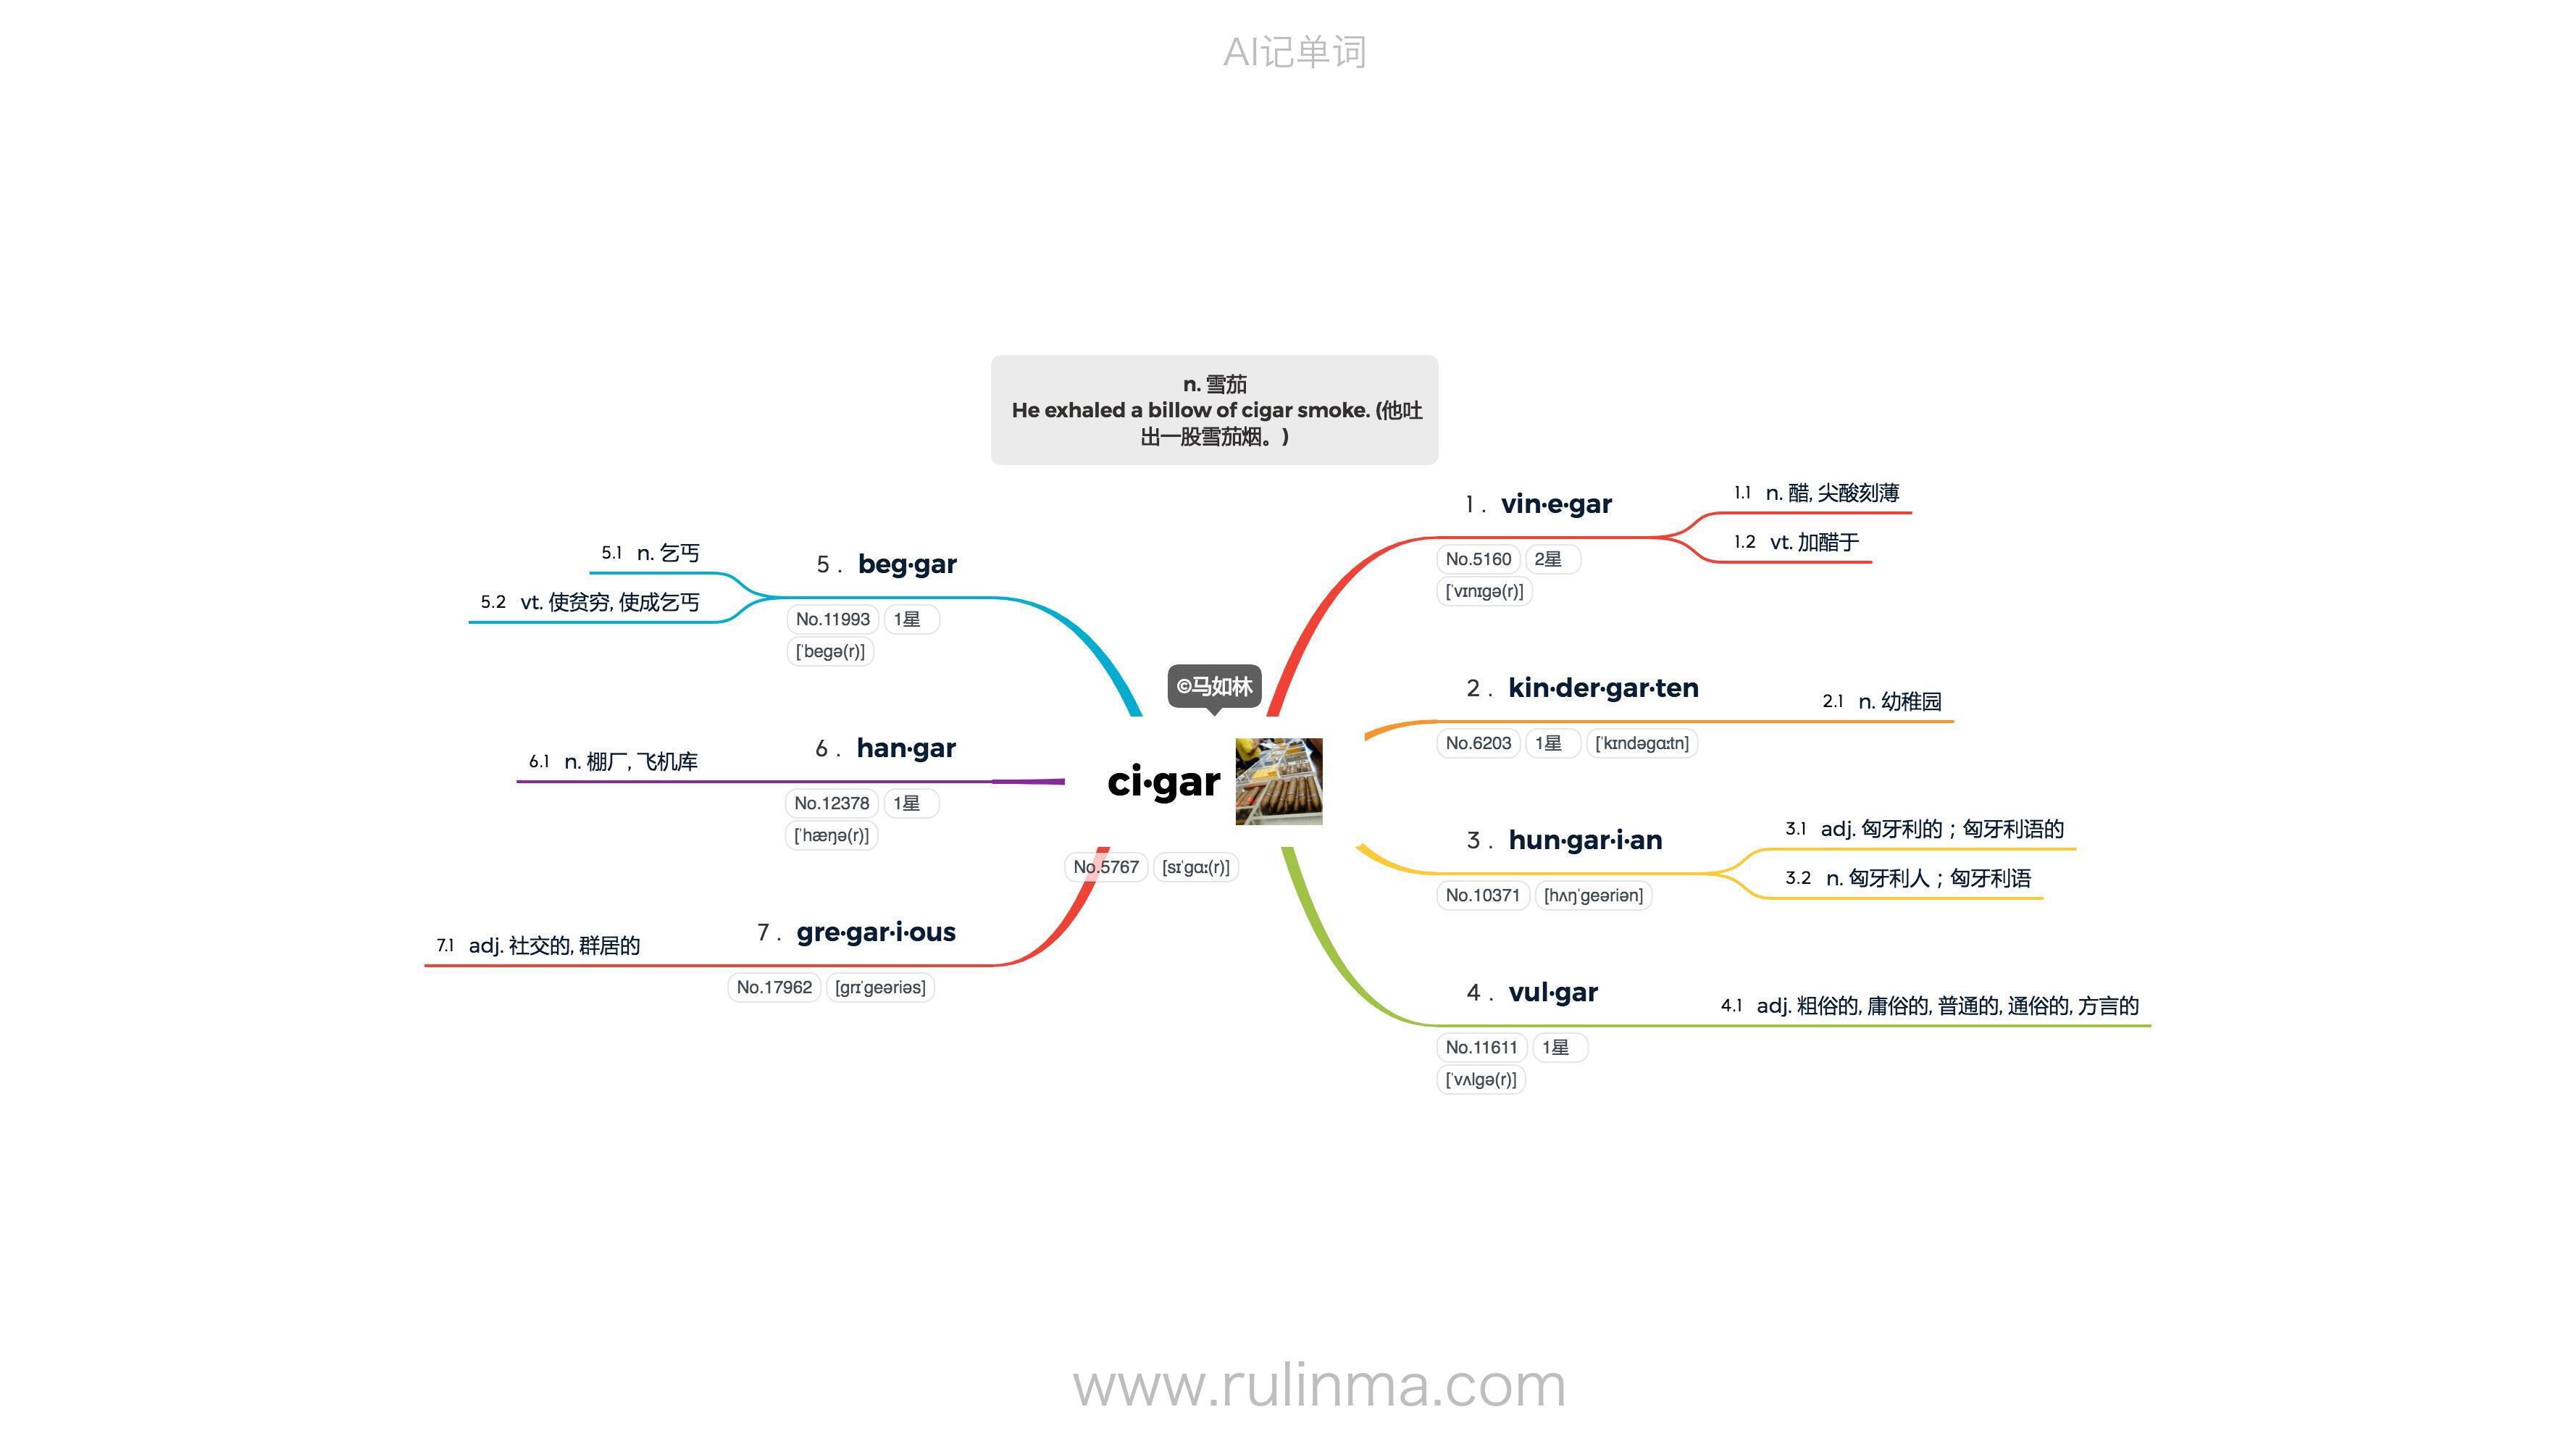 AI记单词
n. 雪茄
He exhaled a billow of cigar smoke. (他吐
出一股雪茄烟。)
©马如林
ci·gar
No.5767 [sɪˈɡɑː(r)]
1 . vin·e·gar
No.5160 2星
[ˈvɪnɪɡə(r)]
1.1 n. 醋, 尖酸刻薄
1.2 vt. 加醋于
2 . kin·der·gar·ten
No.6203 1星 [ˈkɪndəɡɑːtn]
2.1 n. 幼稚园
3 . hun·gar·i·an
No.10371 [hʌŋˈɡeəriən]
3.1 adj. 匈牙利的；匈牙利语的
3.2 n. 匈牙利人；匈牙利语
4 . vul·gar
No.11611 1星
[ˈvʌlɡə(r)]
4.1 adj. 粗俗的, 庸俗的, 普通的, 通俗的, 方言的
5 . beg·gar
No.11993 1星
[ˈbeɡə(r)]
5.1 n. 乞丐
5.2 vt. 使贫穷, 使成乞丐
6 . han·gar
No.12378 1星
[ˈhæŋə(r)]
6.1 n. 棚厂, 飞机库
7 . gre·gar·i·ous
No.17962 [ɡrɪˈɡeəriəs]
7.1 adj. 社交的, 群居的
www.rulinma.com